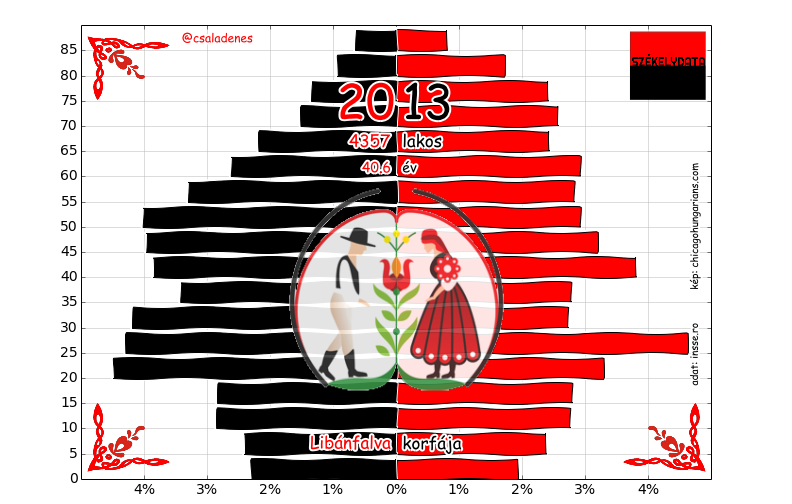 @csaladenes
SZÉKELYDATA
2013
4357 lakos
40.6 év
kép: chicagohungarians.com
adat: insse.ro
Libánfalva korfája
85
80
75
70
65
60
55
50
45
40
35
30
25
20
15
10
5
0
4% 3% 2% 1% 0% 1% 2% 3% 4%